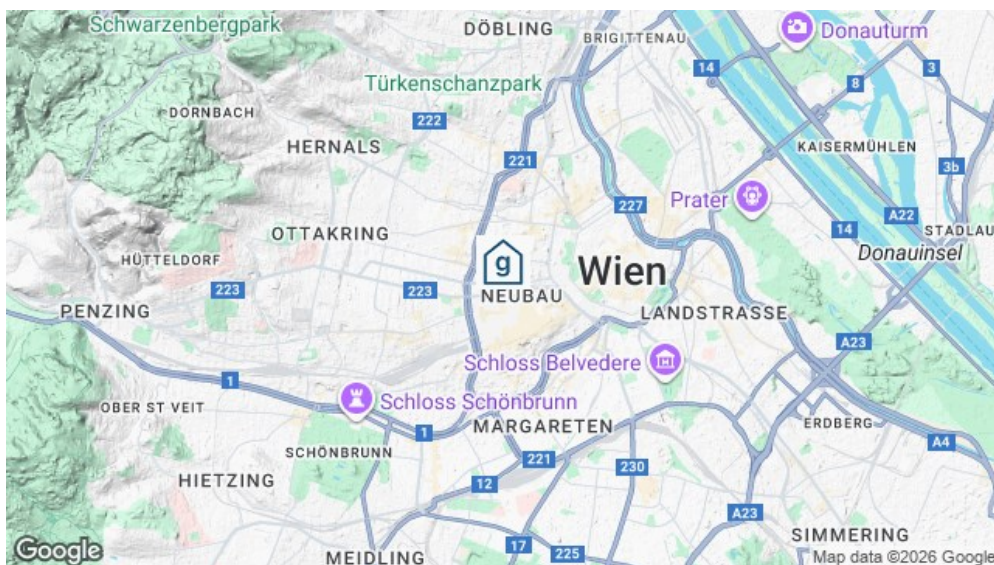 Schwarzenbergpark
DÖBLING
BRIGITTENAU
Donauturm
14
3
Türkenschanzpark
8
DORNBACH
222
HERNALS
221
KAISERMÜHLEN
3b
Prater
227
A22
14
STADLAU
OTTAKRING
Donauinsel
HÜTTELDORF
g
Wien
223
223
NEUBAU
PENZING
LANDSTRASSE
A23
Schloss Belvedere
1
OBER ST VEIT
Schloss Schönbrunn
1
MARGARETEN
ERDBERG
A4
SCHÖNBRUNN
221
230
HIETZING
12
A23
SIMMERING
17
225
Google
MEIDLING
Map data ©2026 Google